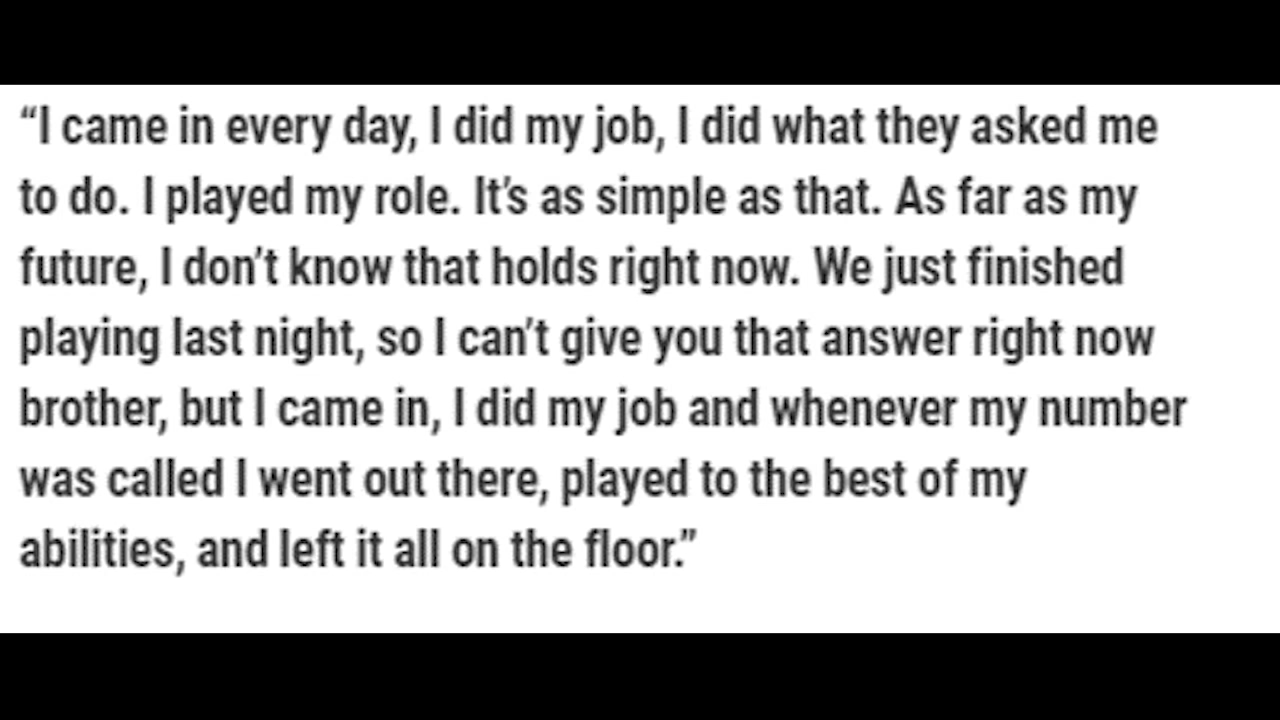 “I came in every day, I did my job, I did what they asked me
to do. I played my role. It’s as simple as that. As far as my
future, I don’t know that holds right now. We just finished
playing last night, so I can’t give you that answer right now
brother, but I came in, I did my job and whenever my number
was called I went out there, played to the best of my
abilities, and left it all on the floor.”